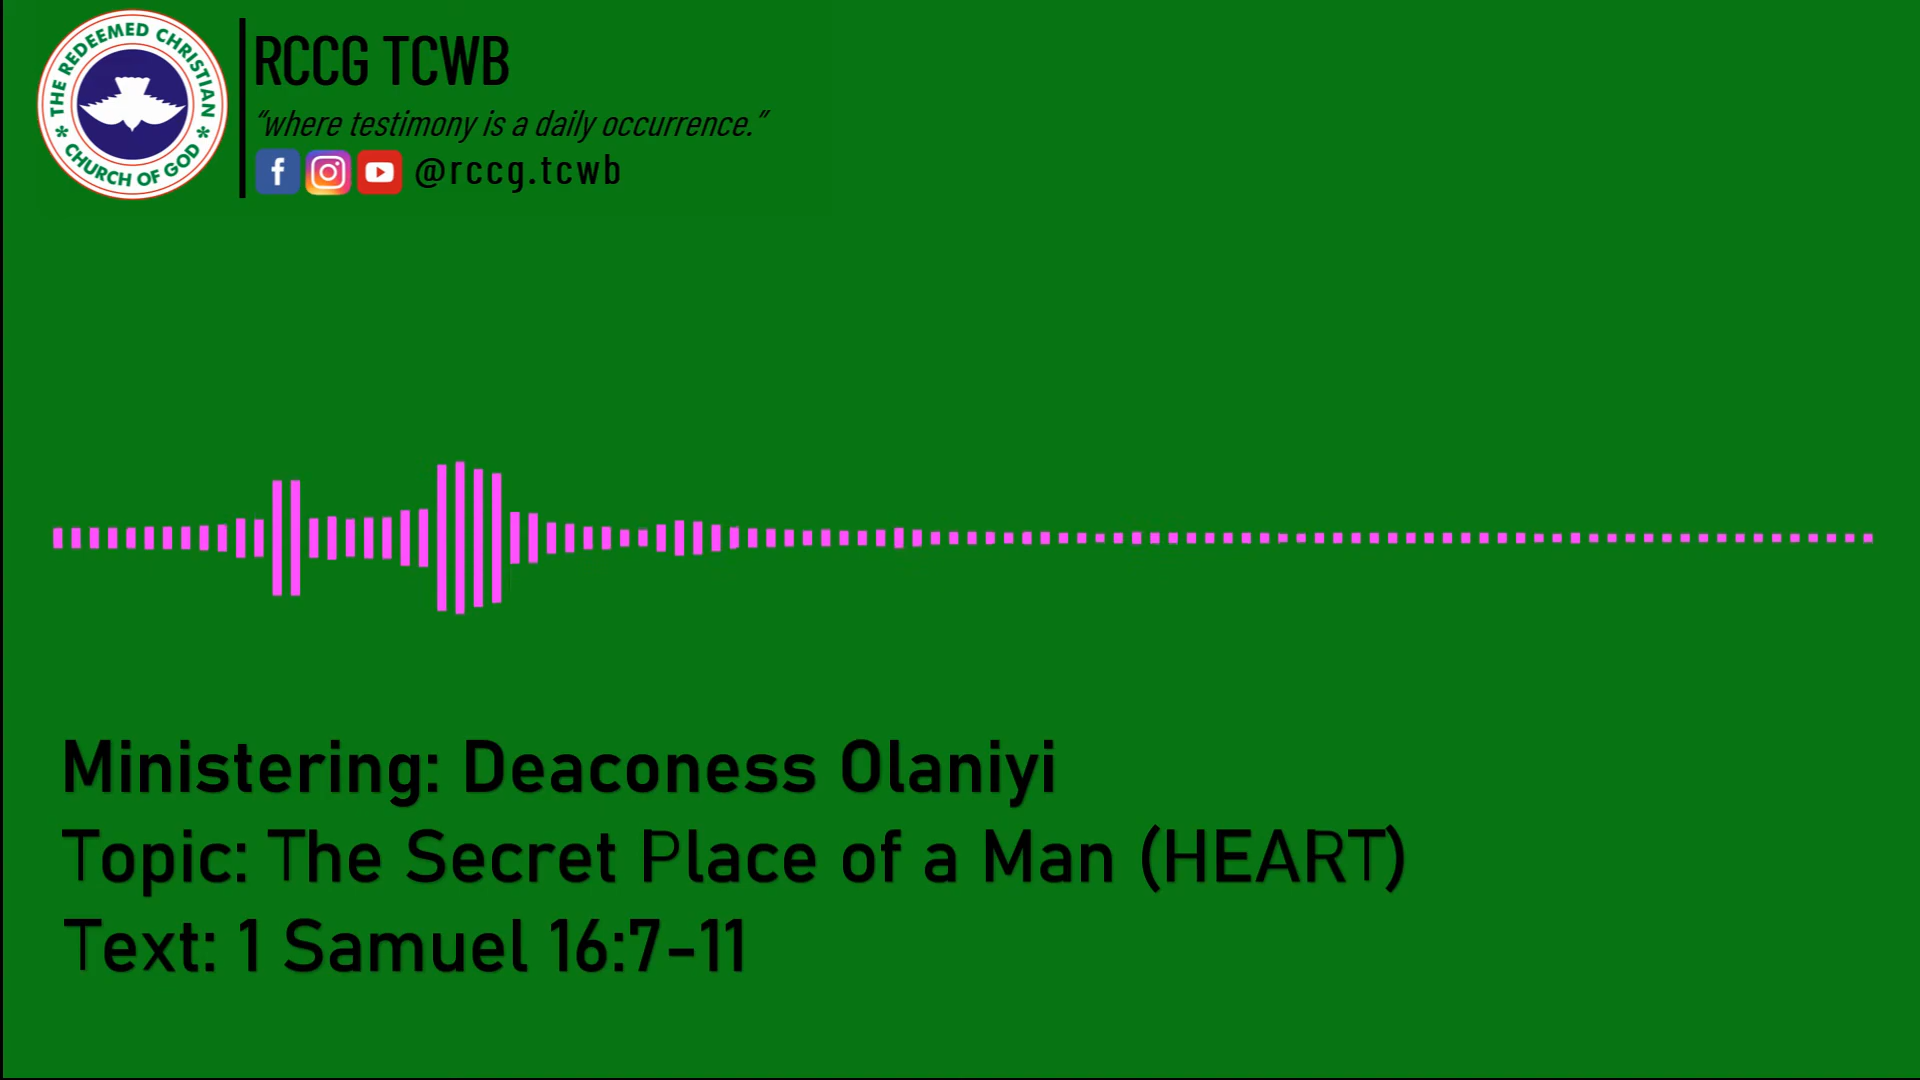 THE REDEEMED CHRISTIAN
CHURCH OF GOD
RCCG TCWB
“where testimony is a daily occurrence.”
@rccg.tcwb
Ministering: Deaconess Olaniyi
Topic: The Secret Place of a Man (HEART)
Text: 1 Samuel 16:7-11